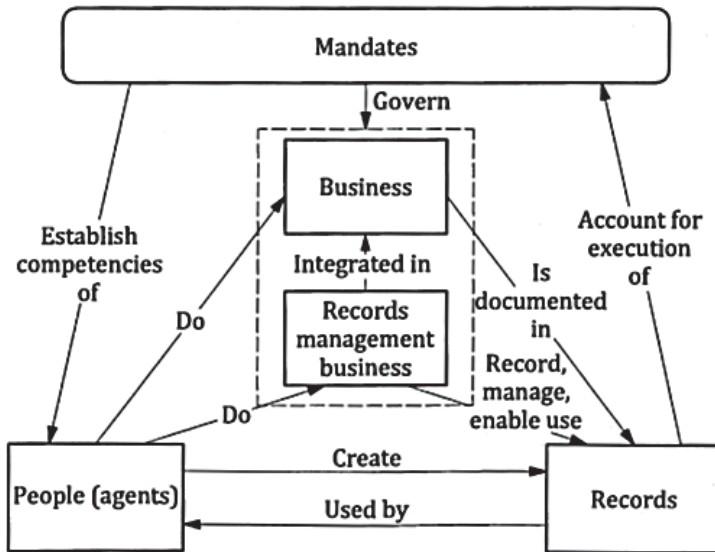 Mandates
Govern
Business
Establish
competencies
of
Account for
execution
of
Integrated in
Is
documented
in
Do
Records
management
business
Record,
manage,
enable use
Do
People (agents)
Create
Used by
Records